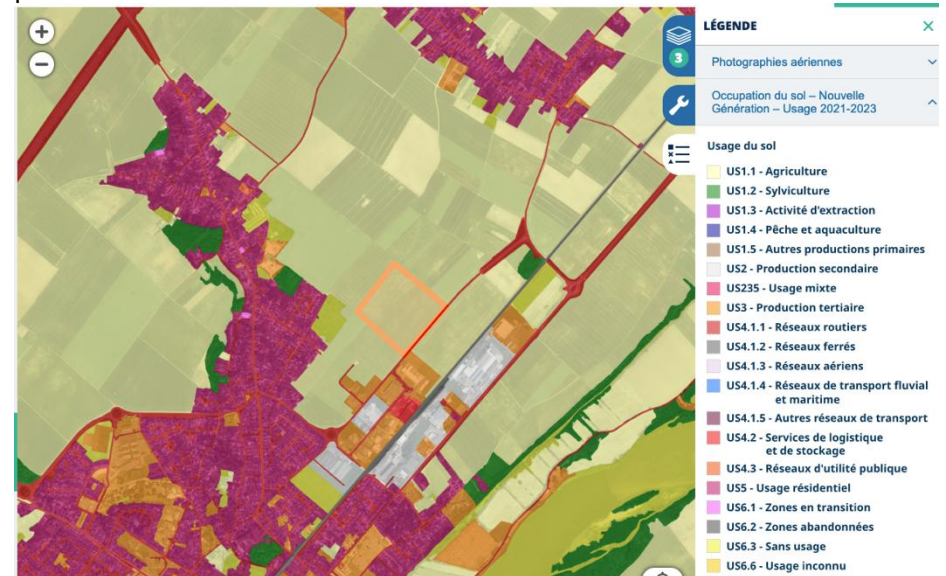 LÉGENDE
3
Photographies aériennes
Occupation du sol – Nouvelle
Génération – Usage 2021-2023
Usage du sol
US1.1 - Agriculture
US1.2 - Sylviculture
US1.3 - Activité d'extraction
US1.4 - Pêche et aquaculture
US1.5 - Autres productions primaires
US2 - Production secondaire
US235 - Usage mixte
US3 - Production tertiaire
US4.1.1 - Réseaux routiers
US4.1.2 - Réseaux ferrés
US4.1.3 - Réseaux aériens
US4.1.4 - Réseaux de transport fluvial
et maritime
US4.1.5 - Autres réseaux de transport
US4.2 - Services de logistique
et de stockage
US4.3 - Réseaux d'utilité publique
US5 - Usage résidentiel
US6.1 - Zones en transition
US6.2 - Zones abandonnées
US6.3 - Sans usage
US6.6 - Usage inconnu